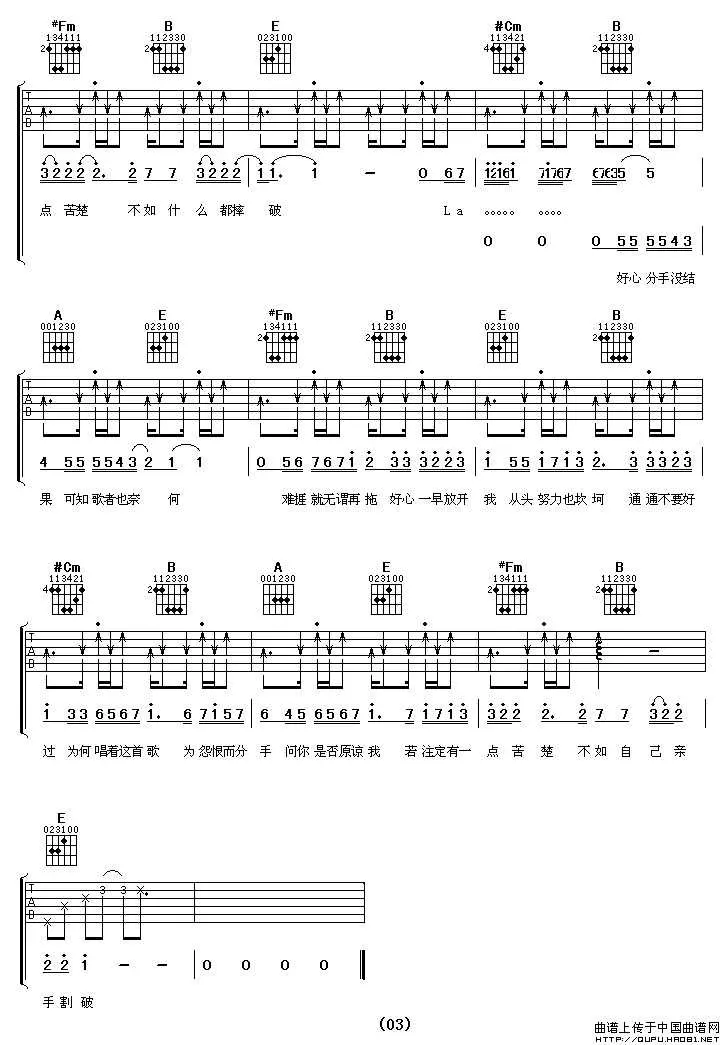 #Fm B E #Cm B
134111 112330 023100 113421 112330
2 2 4 2
T A B
3222 2. 2 7 7 3222 11. 1 - 0 67 12161 71767 67635 5
点 苦楚 不如 什 么 都摔 破 La 。。。。。 。。。。
0 0 0 55 5543
好心 分手没结
A E #Fm B E B
001230 023100 134111 112330 023100 112330
2 2 2
T A B
4 55 5543 2 1 1 0 56 7671 2 33 3223 1 55 1713 2. 3 3323
果 可知 歌者也奈 何 难捱 就无谓再 拖 好心 一早放开 我 从头 努力也坎 坷 通 通不要好
#Cm B A E #Fm B
113421 112330 001230 023100 134111 112330
4 2 2 2
T A B
-
1 33 6567 1. 6 7157 6 45 6567 1. 7 1713 322 2. 2 7 7 322
过 为何 唱着这首 歌 为 怨恨而分 手 问你 是否原谅 我 若 注定有一 点 苦 楚 不如 自 己 亲
E
023100
T A B
3 3
2 2 1 - - 0 0 0 0
手 割 破
(03)
曲谱上传于中国曲谱网
HTTP://QUPU.HAO81.NET